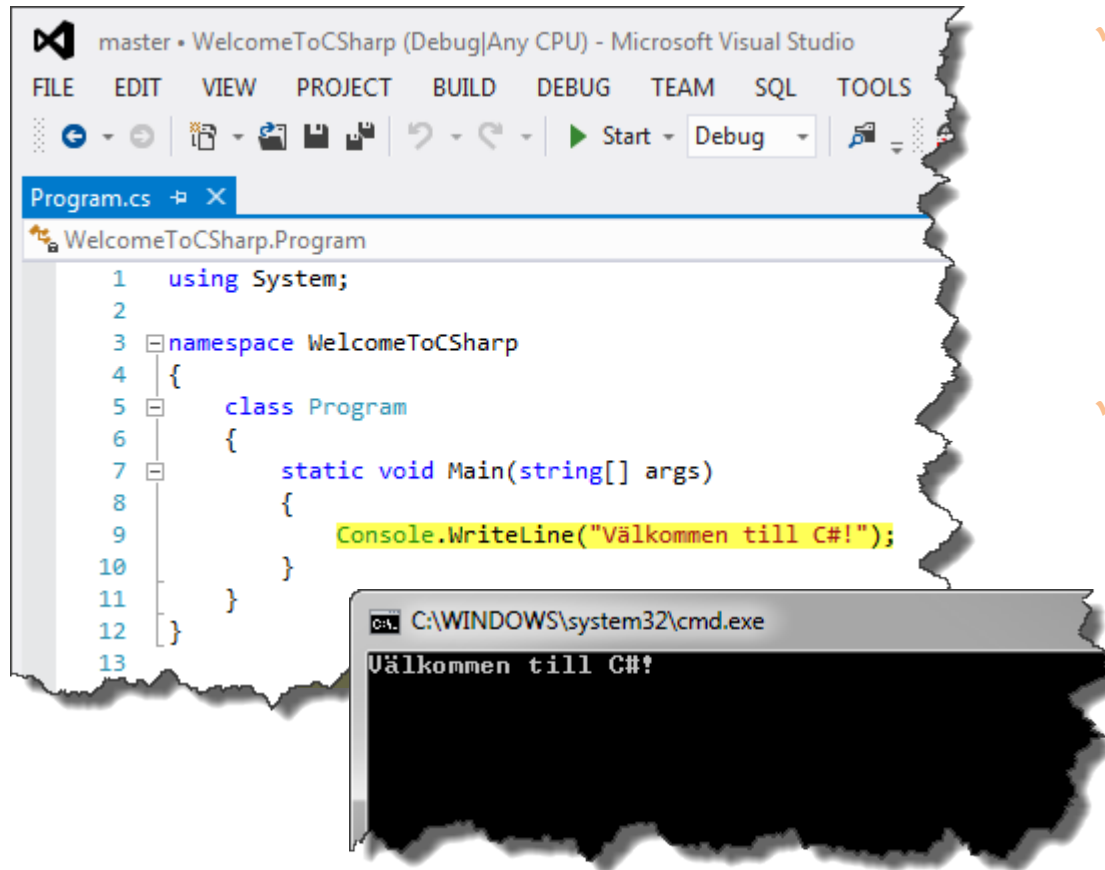 master • WelcomeToCSharp (Debug|Any CPU) - Microsoft Visual Studio
FILE EDIT VIEW PROJECT BUILD DEBUG TEAM SQL TOOLS
Start Debug
Program.cs
WelcomeToCSharp.Program
1 using System;
2
3 namespace WelcomeToCSharp
4 {
5 class Program
6 {
7 static void Main(string[] args)
8 {
9 Console.WriteLine("Välkommen till C#!");
10 }
11 }
12 }
13
C:\WINDOWS\system32\cmd.exe
Välkommen till C#!